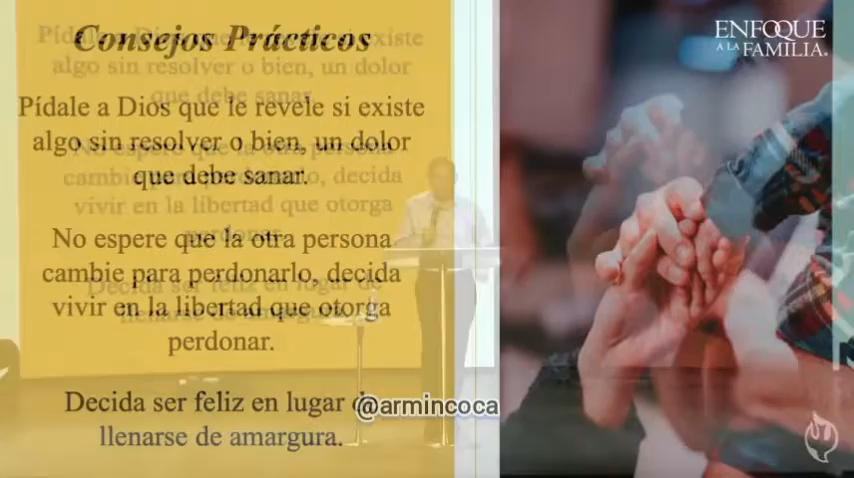 Consejos Prácticos
ENFOQUE
A LA FAMILIA.
Pídale a Dios que le revele si existe
algo sin resolver o bien, un dolor
que debe sanar.
No espere que la otra persona
cambie para perdonarlo, decida
vivir en la libertad que otorga
perdonar.
Decida ser feliz en lugar de
llenarse de amargura.
@armincoca